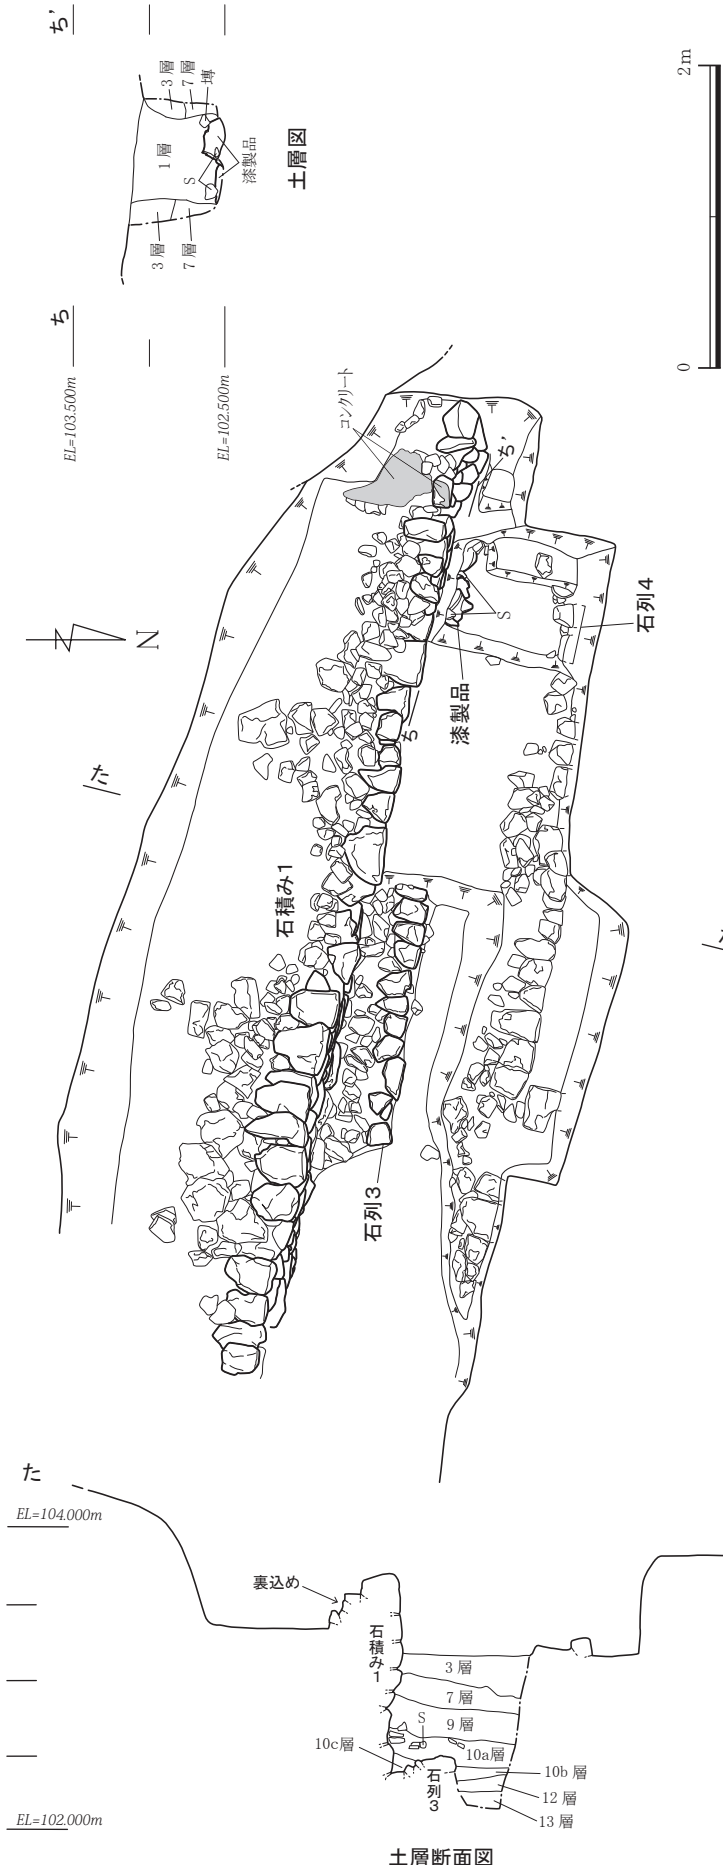 ち’
3層
7層
塼
1層
S
漆製品
3層
7層
土層図
2m
0
ち
EL=103.500m
EL=102.500m
コンクリート
ち’
N
S
石列4
漆製品
ち
た
石積み1
石列3
た
EL=104.000m
裏込め
石積み1
3層
7層
9層
S
10c層
10a層
石列3
10b層
12層
13層
EL=102.000m
土層断面図